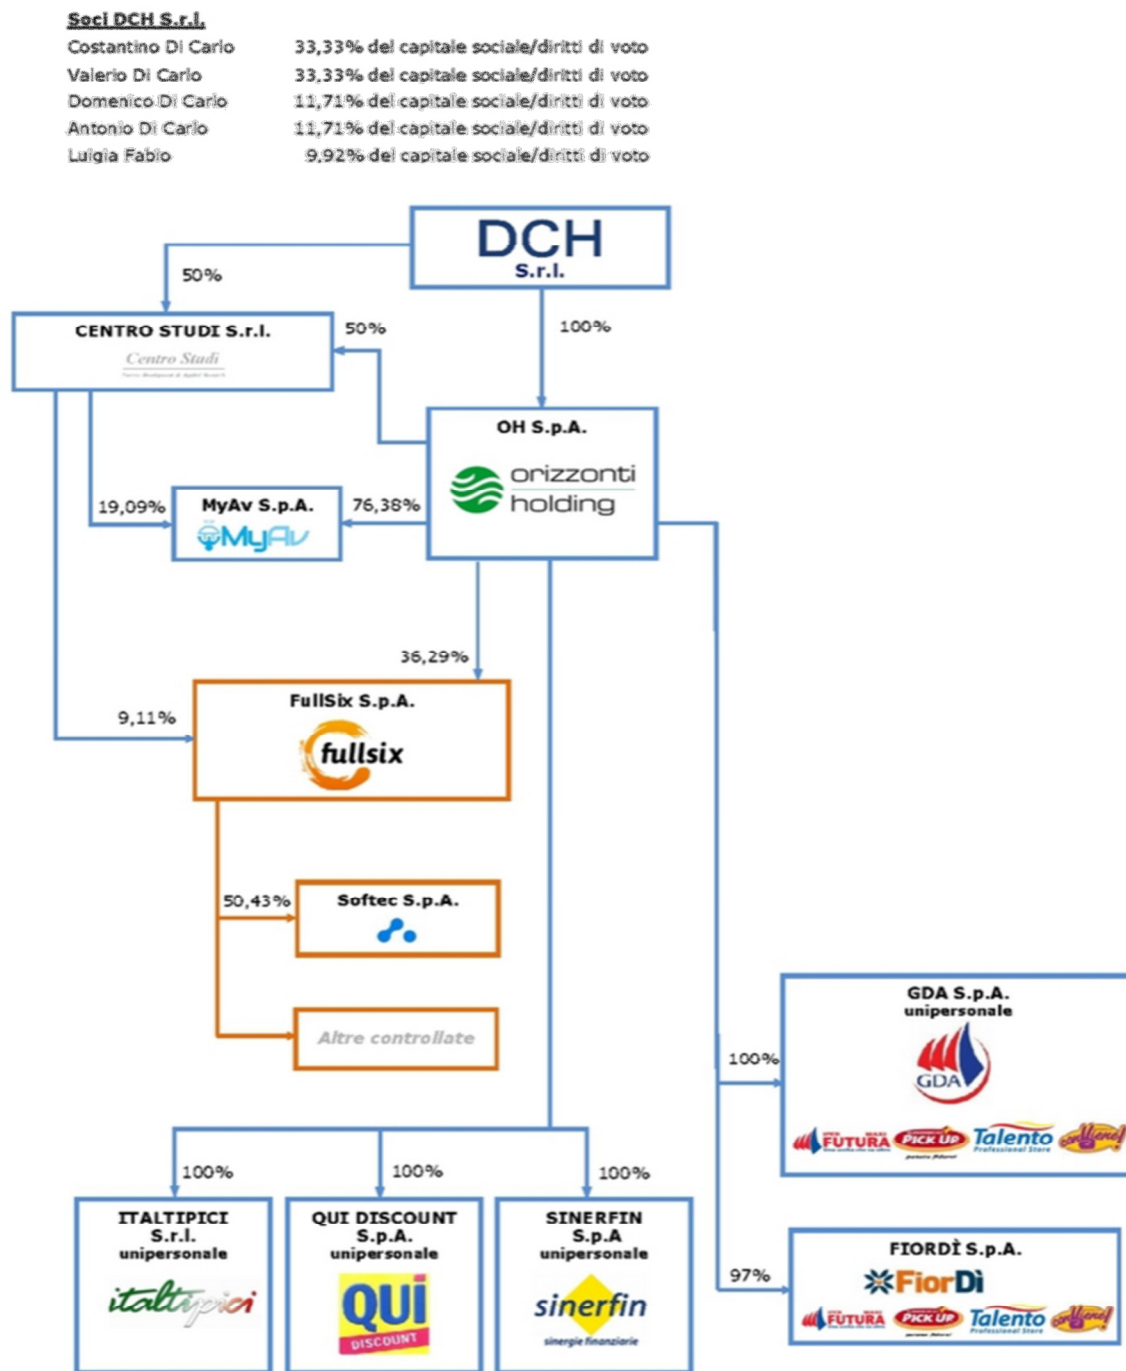 Soci DCH S.r.l.
Costantino Di Carlo 33,33% del capitale sociale/diritti di voto
Valerio Di Carlo 33,33% del capitale sociale/diritti di voto
Domenico Di Carlo 11,71% del capitale sociale/diritti di voto
Antonio Di Carlo 11,71% del capitale sociale/diritti di voto
Luigia Fabio 9,92% del capitale sociale/diritti di voto
DCH
S.r.l.
50%
100%
CENTRO STUDI S.r.l.
Centro Studi
50%
OH S.p.A.
orizzonti
holding
19,09%
MyAv S.p.A.
MyAv
76,38%
36,29%
FullSix S.p.A.
fullsix
9,11%
50,43%
Softec S.p.A.
Altre controllate
GDA S.p.A.
unipersonale
GDA
100%
FUTURA PICK UP Talento conViene!
Professional Store
100%
100%
100%
ITALTIPICI
S.r.l.
unipersonale
italtipici
QUI DISCOUNT
S.p.A.
unipersonale
QUI
DISCOUNT
SINERFIN
S.p.A
unipersonale
sinerfin
sinergie finanziarie
97%
FIORDÌ S.p.A.
FiorDì
FUTURA PICK UP Talento conViene!
Professional Store